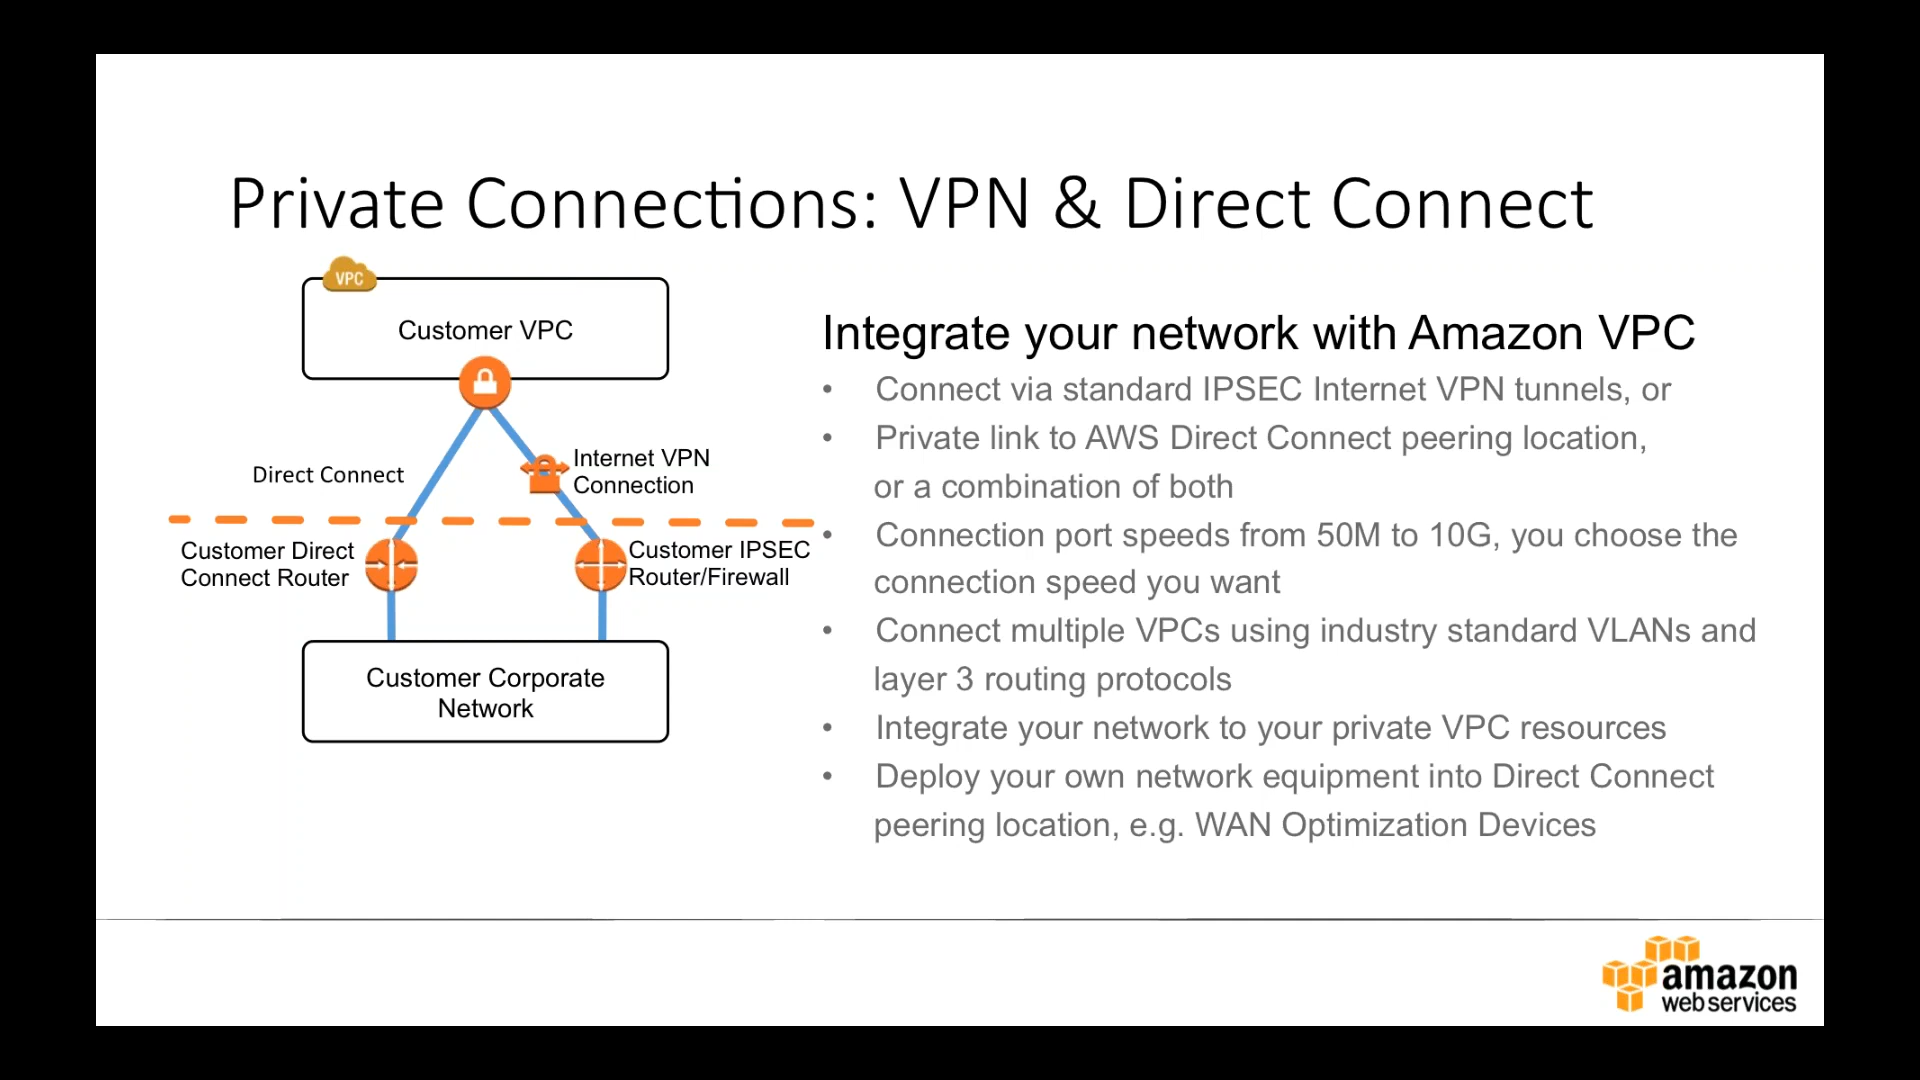 Private Connections: VPN & Direct Connect
VPC
Customer VPC
Direct Connect
Internet VPN
Connection
Customer Direct
Connect Router
Customer IPSEC
Router/Firewall
Customer Corporate
Network
Integrate your network with Amazon VPC
• Connect via standard IPSEC Internet VPN tunnels, or
• Private link to AWS Direct Connect peering location,
or a combination of both
• Connection port speeds from 50M to 10G, you choose the
connection speed you want
• Connect multiple VPCs using industry standard VLANs and
layer 3 routing protocols
• Integrate your network to your private VPC resources
• Deploy your own network equipment into Direct Connect
peering location, e.g. WAN Optimization Devices
amazon
web services